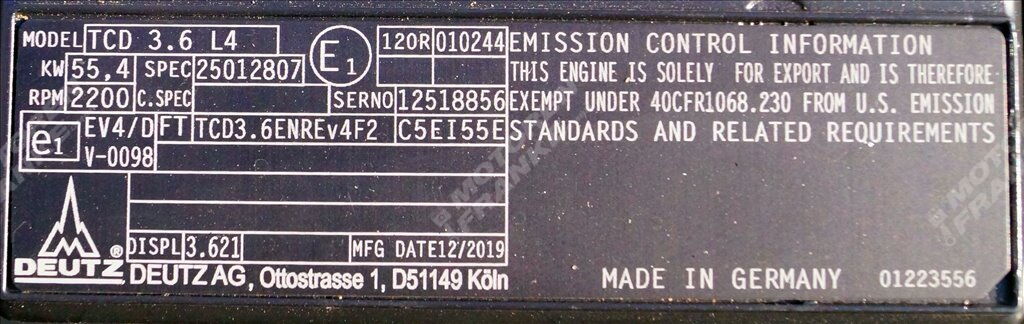 MODEL TCD 3.6 L4
KW 55,4 SPEC 25012807
RPM 2200 C.SPEC SERNO 12518856
E1 120R 010244
e1 EV4/D FT TCD3.6ENREv4F2 C5EI55E
V-0098
DISPL 3.621 MFG DATE 12/2019
DEUTZ ®
DEUTZ AG, Ottostrasse 1, D51149 Köln
EMISSION CONTROL INFORMATION
THIS ENGINE IS SOLELY FOR EXPORT AND IS THEREFORE
EXEMPT UNDER 40CFR1068.230 FROM U.S. EMISSION
STANDARDS AND RELATED REQUIREMENTS
MADE IN GERMANY 01223556